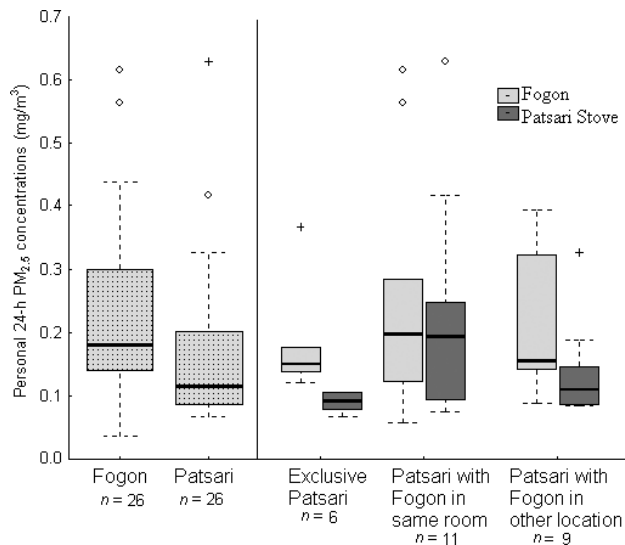 0.7
0.6
0.5
0.4
0.3
0.2
0.1
0.0
Personal 24-h PM2.5 concentrations (mg/m³)
Fogon
Patsari Stove
Fogon
n = 26
Patsari
n = 26
Exclusive
Patsari
n = 6
Patsari with
Fogon in
same room
n = 11
Patsari with
Fogon in
other location
n = 9